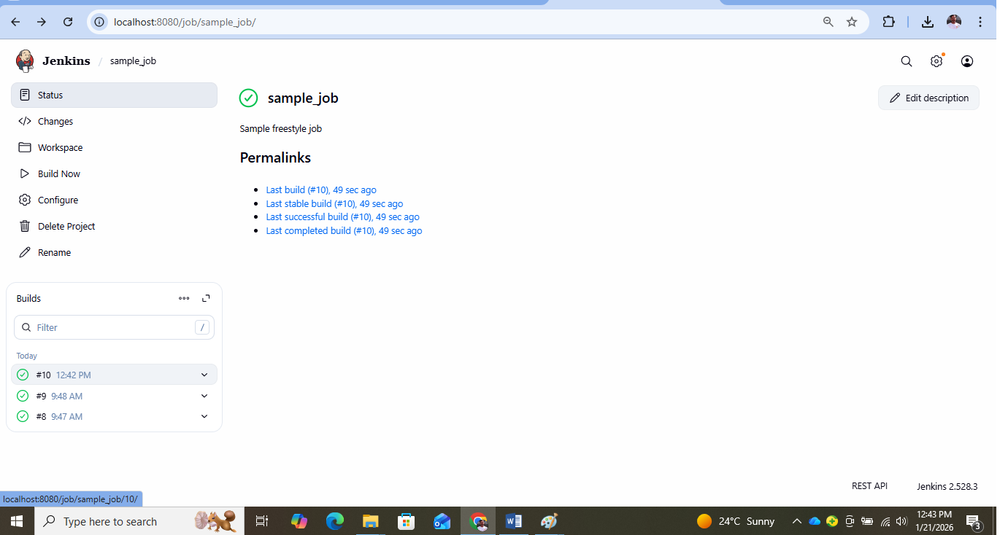 localhost:8080/job/sample_job/
Jenkins / sample_job
Status
Changes
Workspace
Build Now
Configure
Delete Project
Rename
sample_job
Edit description
Sample freestyle job
Permalinks
Last build (#10), 49 sec ago
Last stable build (#10), 49 sec ago
Last successful build (#10), 49 sec ago
Last completed build (#10), 49 sec ago
Builds
Filter /
Today
#10 12:42 PM
#9 9:48 AM
#8 9:47 AM
REST API Jenkins 2.528.3
localhost:8080/job/sample_job/10/
Type here to search
24°C Sunny
12:43 PM
1/21/2026
3